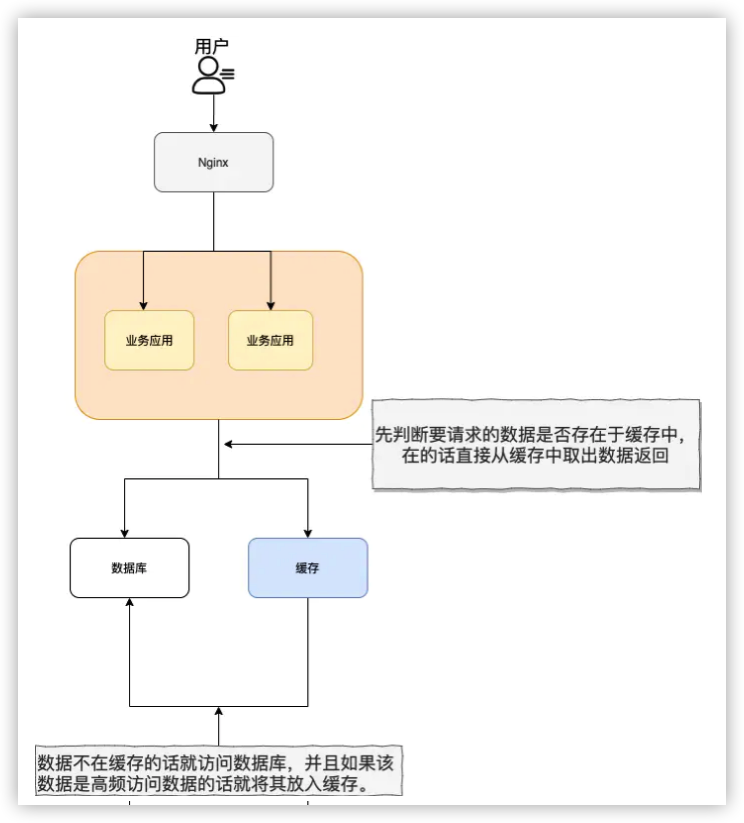 用户
Nginx
业务应用
业务应用
先判断要请求的数据是否存在于缓存中,
在的话直接从缓存中取出数据返回
数据库
缓存
数据不在缓存的话就访问数据库，并且如果该
数据是高频访问数据的话就将其放入缓存。